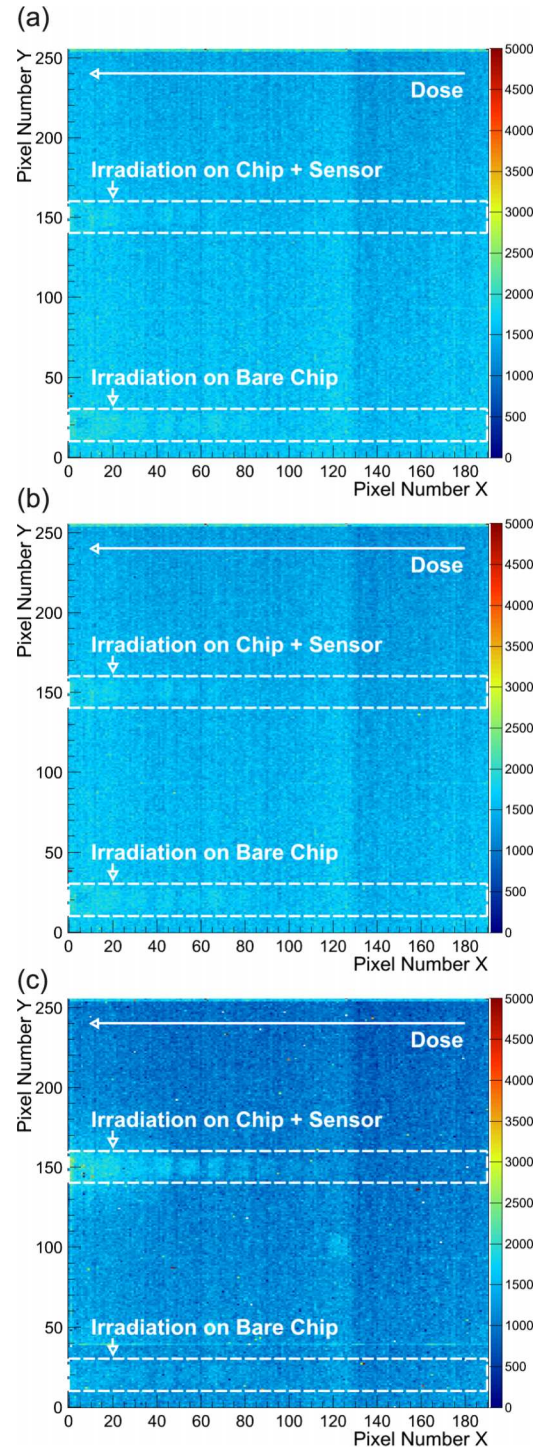 (a)
Pixel Number Y
250
200
150
100
50
0
Dose
Irradiation on Chip + Sensor
Irradiation on Bare Chip
5000
4500
4000
3500
3000
2500
2000
1500
1000
500
0
0 20 40 60 80 100 120 140 160 180
Pixel Number X
(b)
Pixel Number Y
250
200
150
100
50
0
Dose
Irradiation on Chip + Sensor
Irradiation on Bare Chip
5000
4500
4000
3500
3000
2500
2000
1500
1000
500
0
0 20 40 60 80 100 120 140 160 180
Pixel Number X
(c)
Pixel Number Y
250
200
150
100
50
0
Dose
Irradiation on Chip + Sensor
Irradiation on Bare Chip
5000
4500
4000
3500
3000
2500
2000
1500
1000
500
0
0 20 40 60 80 100 120 140 160 180
Pixel Number X